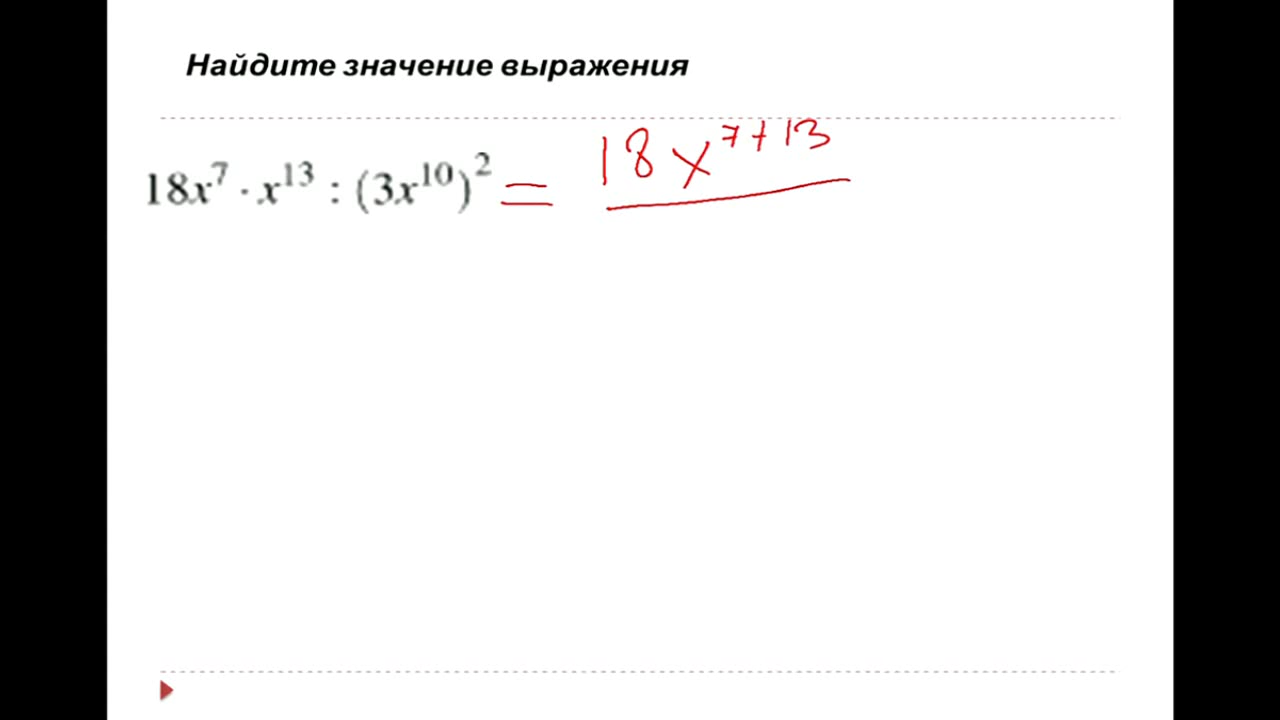 Найдите значение выражения
18x⁷ · x¹³ : (3x¹⁰)² = 18x⁷⁺¹³